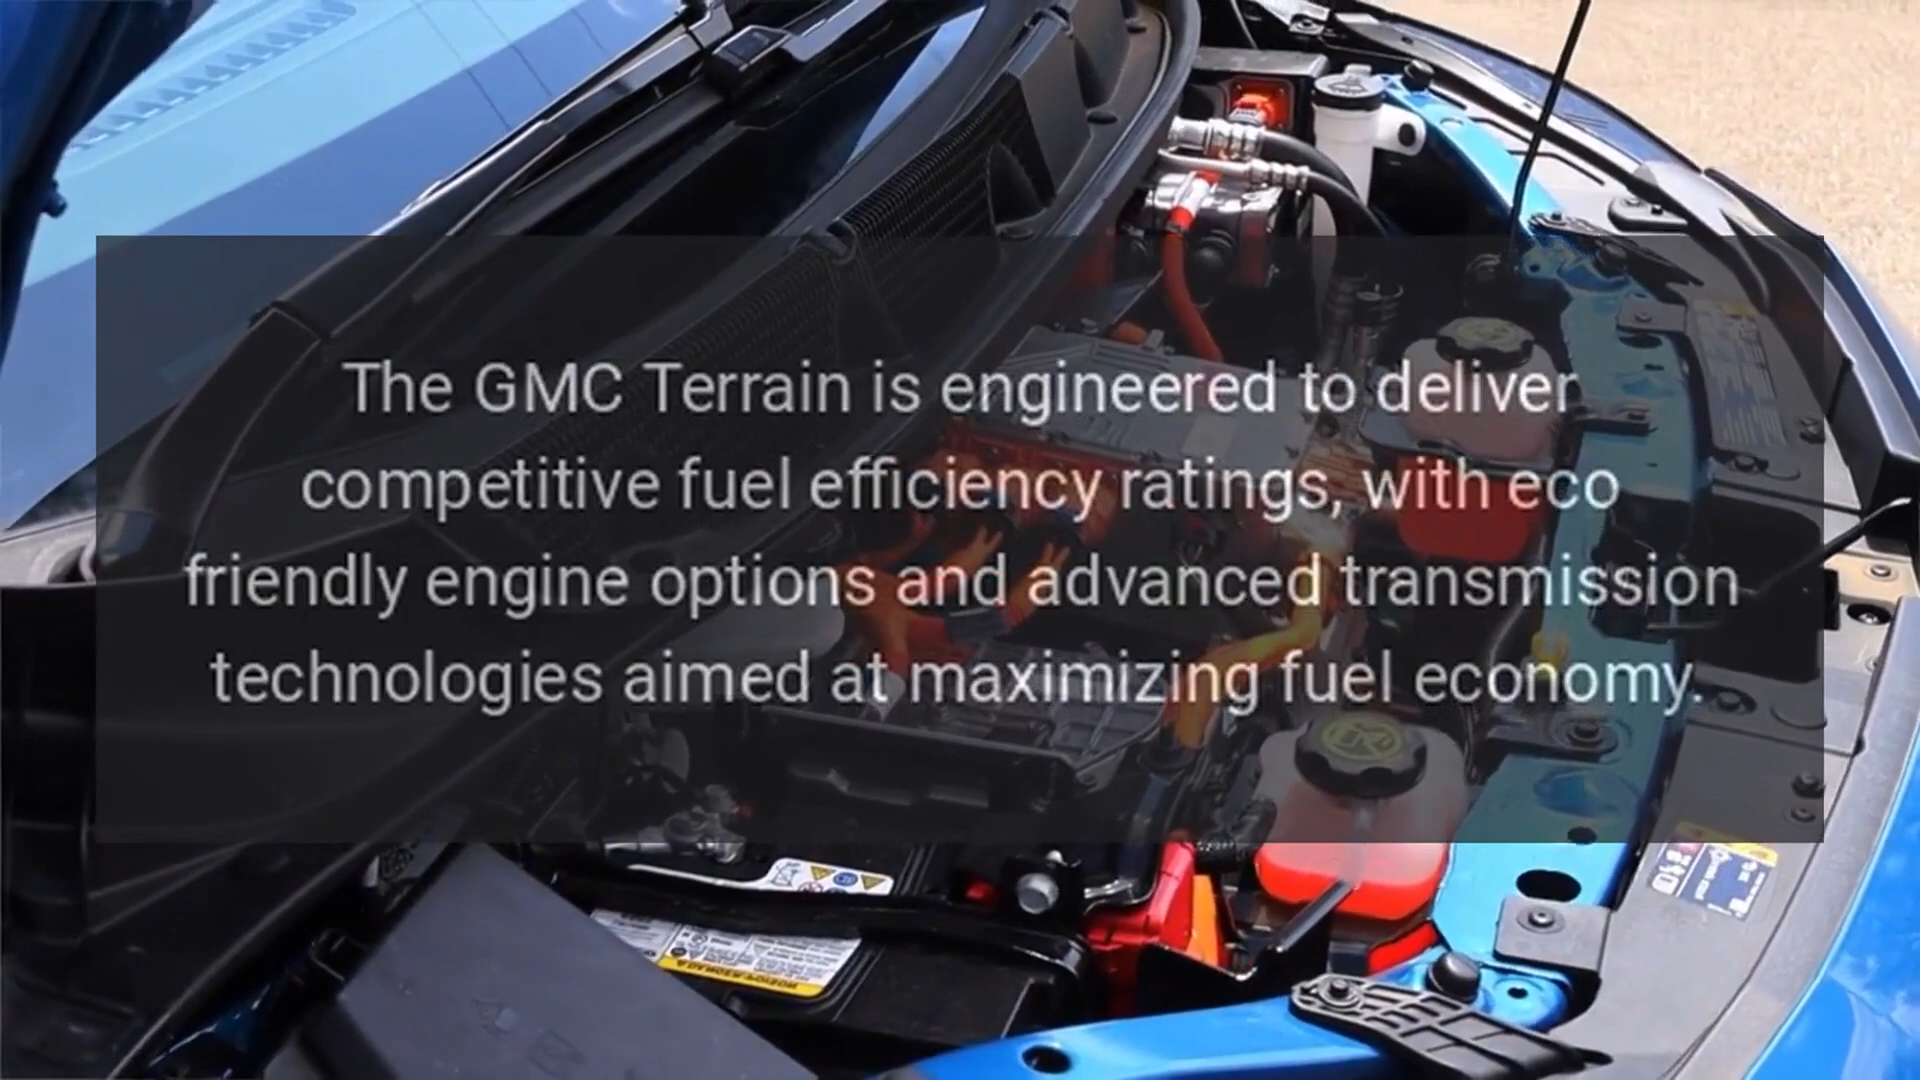 The GMC Terrain is engineered to deliver
competitive fuel efficiency ratings, with eco
friendly engine options and advanced transmission
technologies aimed at maximizing fuel economy.